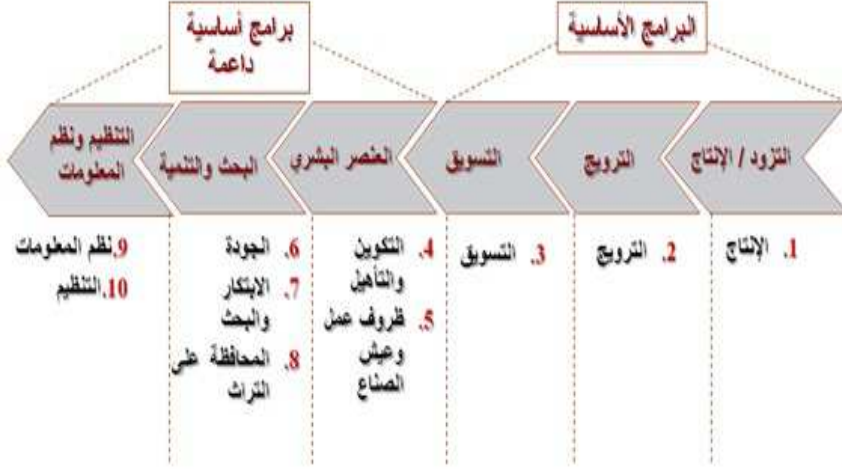 البرامج الأساسية
برامج أساسية
داعمة
التزود / الإنتاج
الترويج
التسويق
العنصر البشري
البحث والتنمية
التنظيم ونظم
المعلومات
1. الإنتاج
2. الترويج
3. التسويق
4. التكوين
والتأهيل
5. ظروف عمل
وعيش
الصناع
6. الجودة
7. الابتكار
والبحث
8. المحافظة على
التراث
9.نظم المعلومات
10.التنظيم